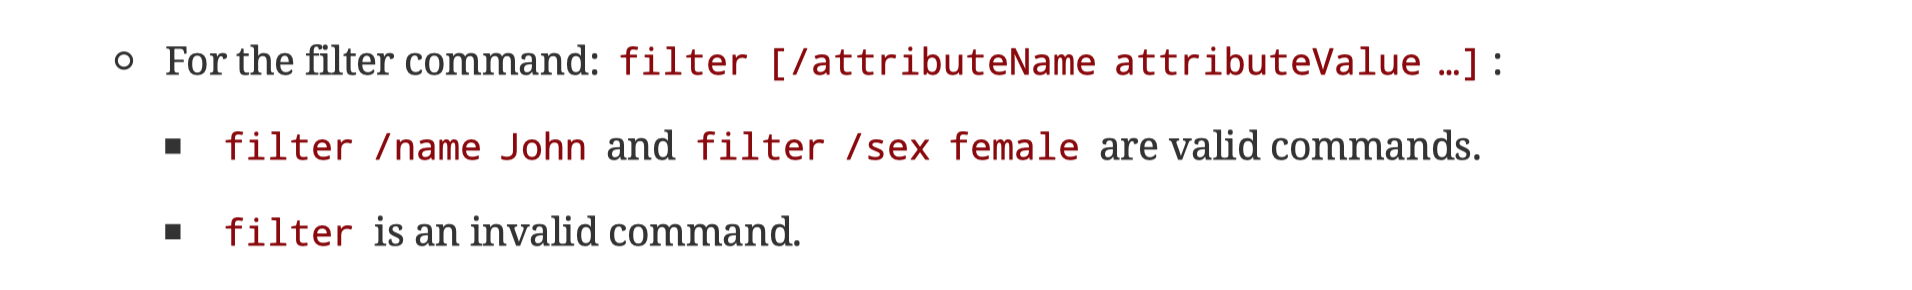 For the filter command: filter [/attributeName attributeValue …] :
filter /name John and filter /sex female are valid commands.
filter is an invalid command.